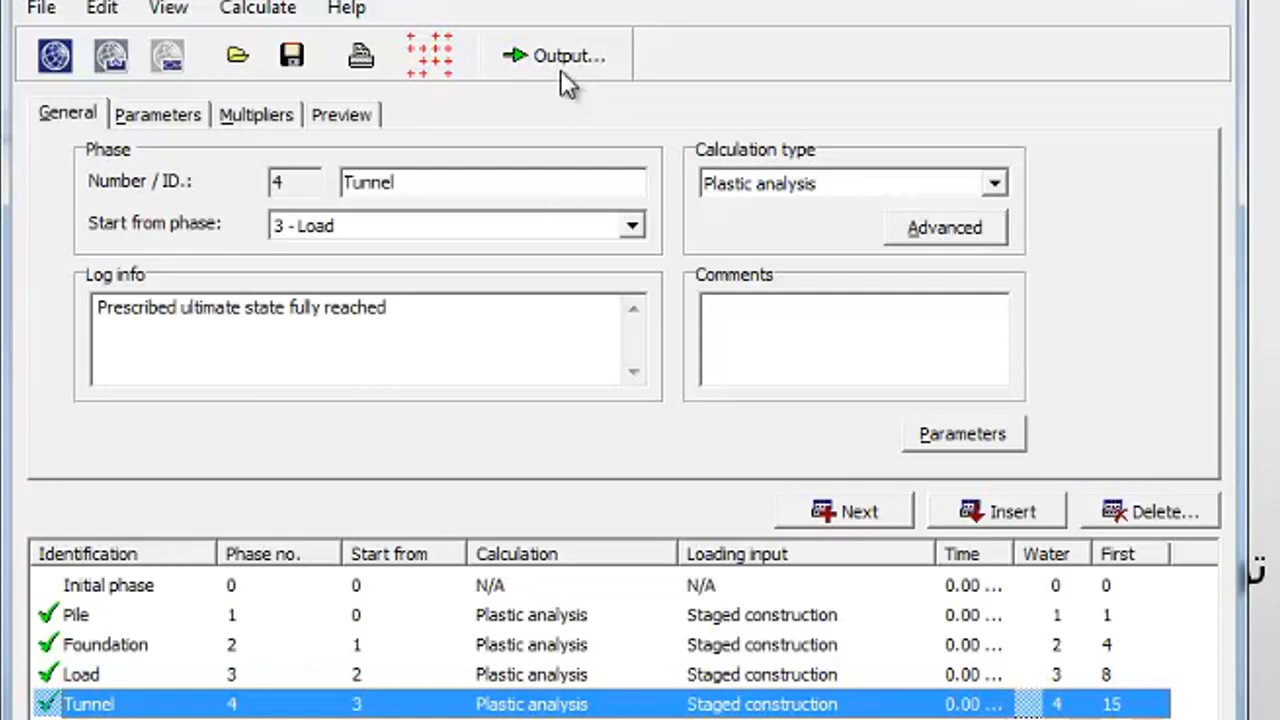 File Edit View Calculate Help
Output...
General Parameters Multipliers Preview
Phase
Number / ID.: 4 Tunnel
Start from phase: 3 - Load
Calculation type
Plastic analysis
Advanced
Log info
Prescribed ultimate state fully reached
Comments
Parameters
Next Insert Delete...
Identification Phase no. Start from Calculation Loading input Time Water First
Initial phase 0 0 N/A N/A 0.00 ... 0 0
Pile 1 0 Plastic analysis Staged construction 0.00 ... 1 1
Foundation 2 1 Plastic analysis Staged construction 0.00 ... 2 4
Load 3 2 Plastic analysis Staged construction 0.00 ... 3 8
Tunnel 4 3 Plastic analysis Staged construction 0.00 ... 4 15